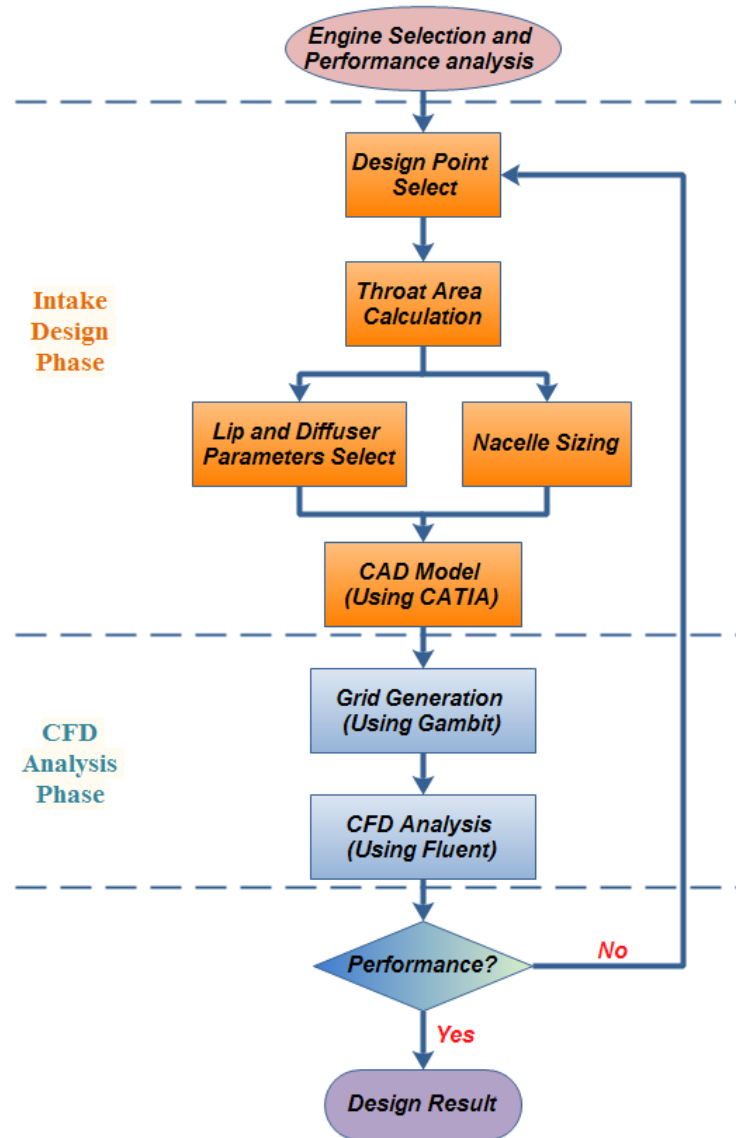 Engine Selection and
Performance analysis
Design Point
Select
Throat Area
Calculation
Intake
Design
Phase
Lip and Diffuser
Parameters Select
Nacelle Sizing
CAD Model
(Using CATIA)
Grid Generation
(Using Gambit)
CFD
Analysis
Phase
CFD Analysis
(Using Fluent)
Performance?
No
Yes
Design Result